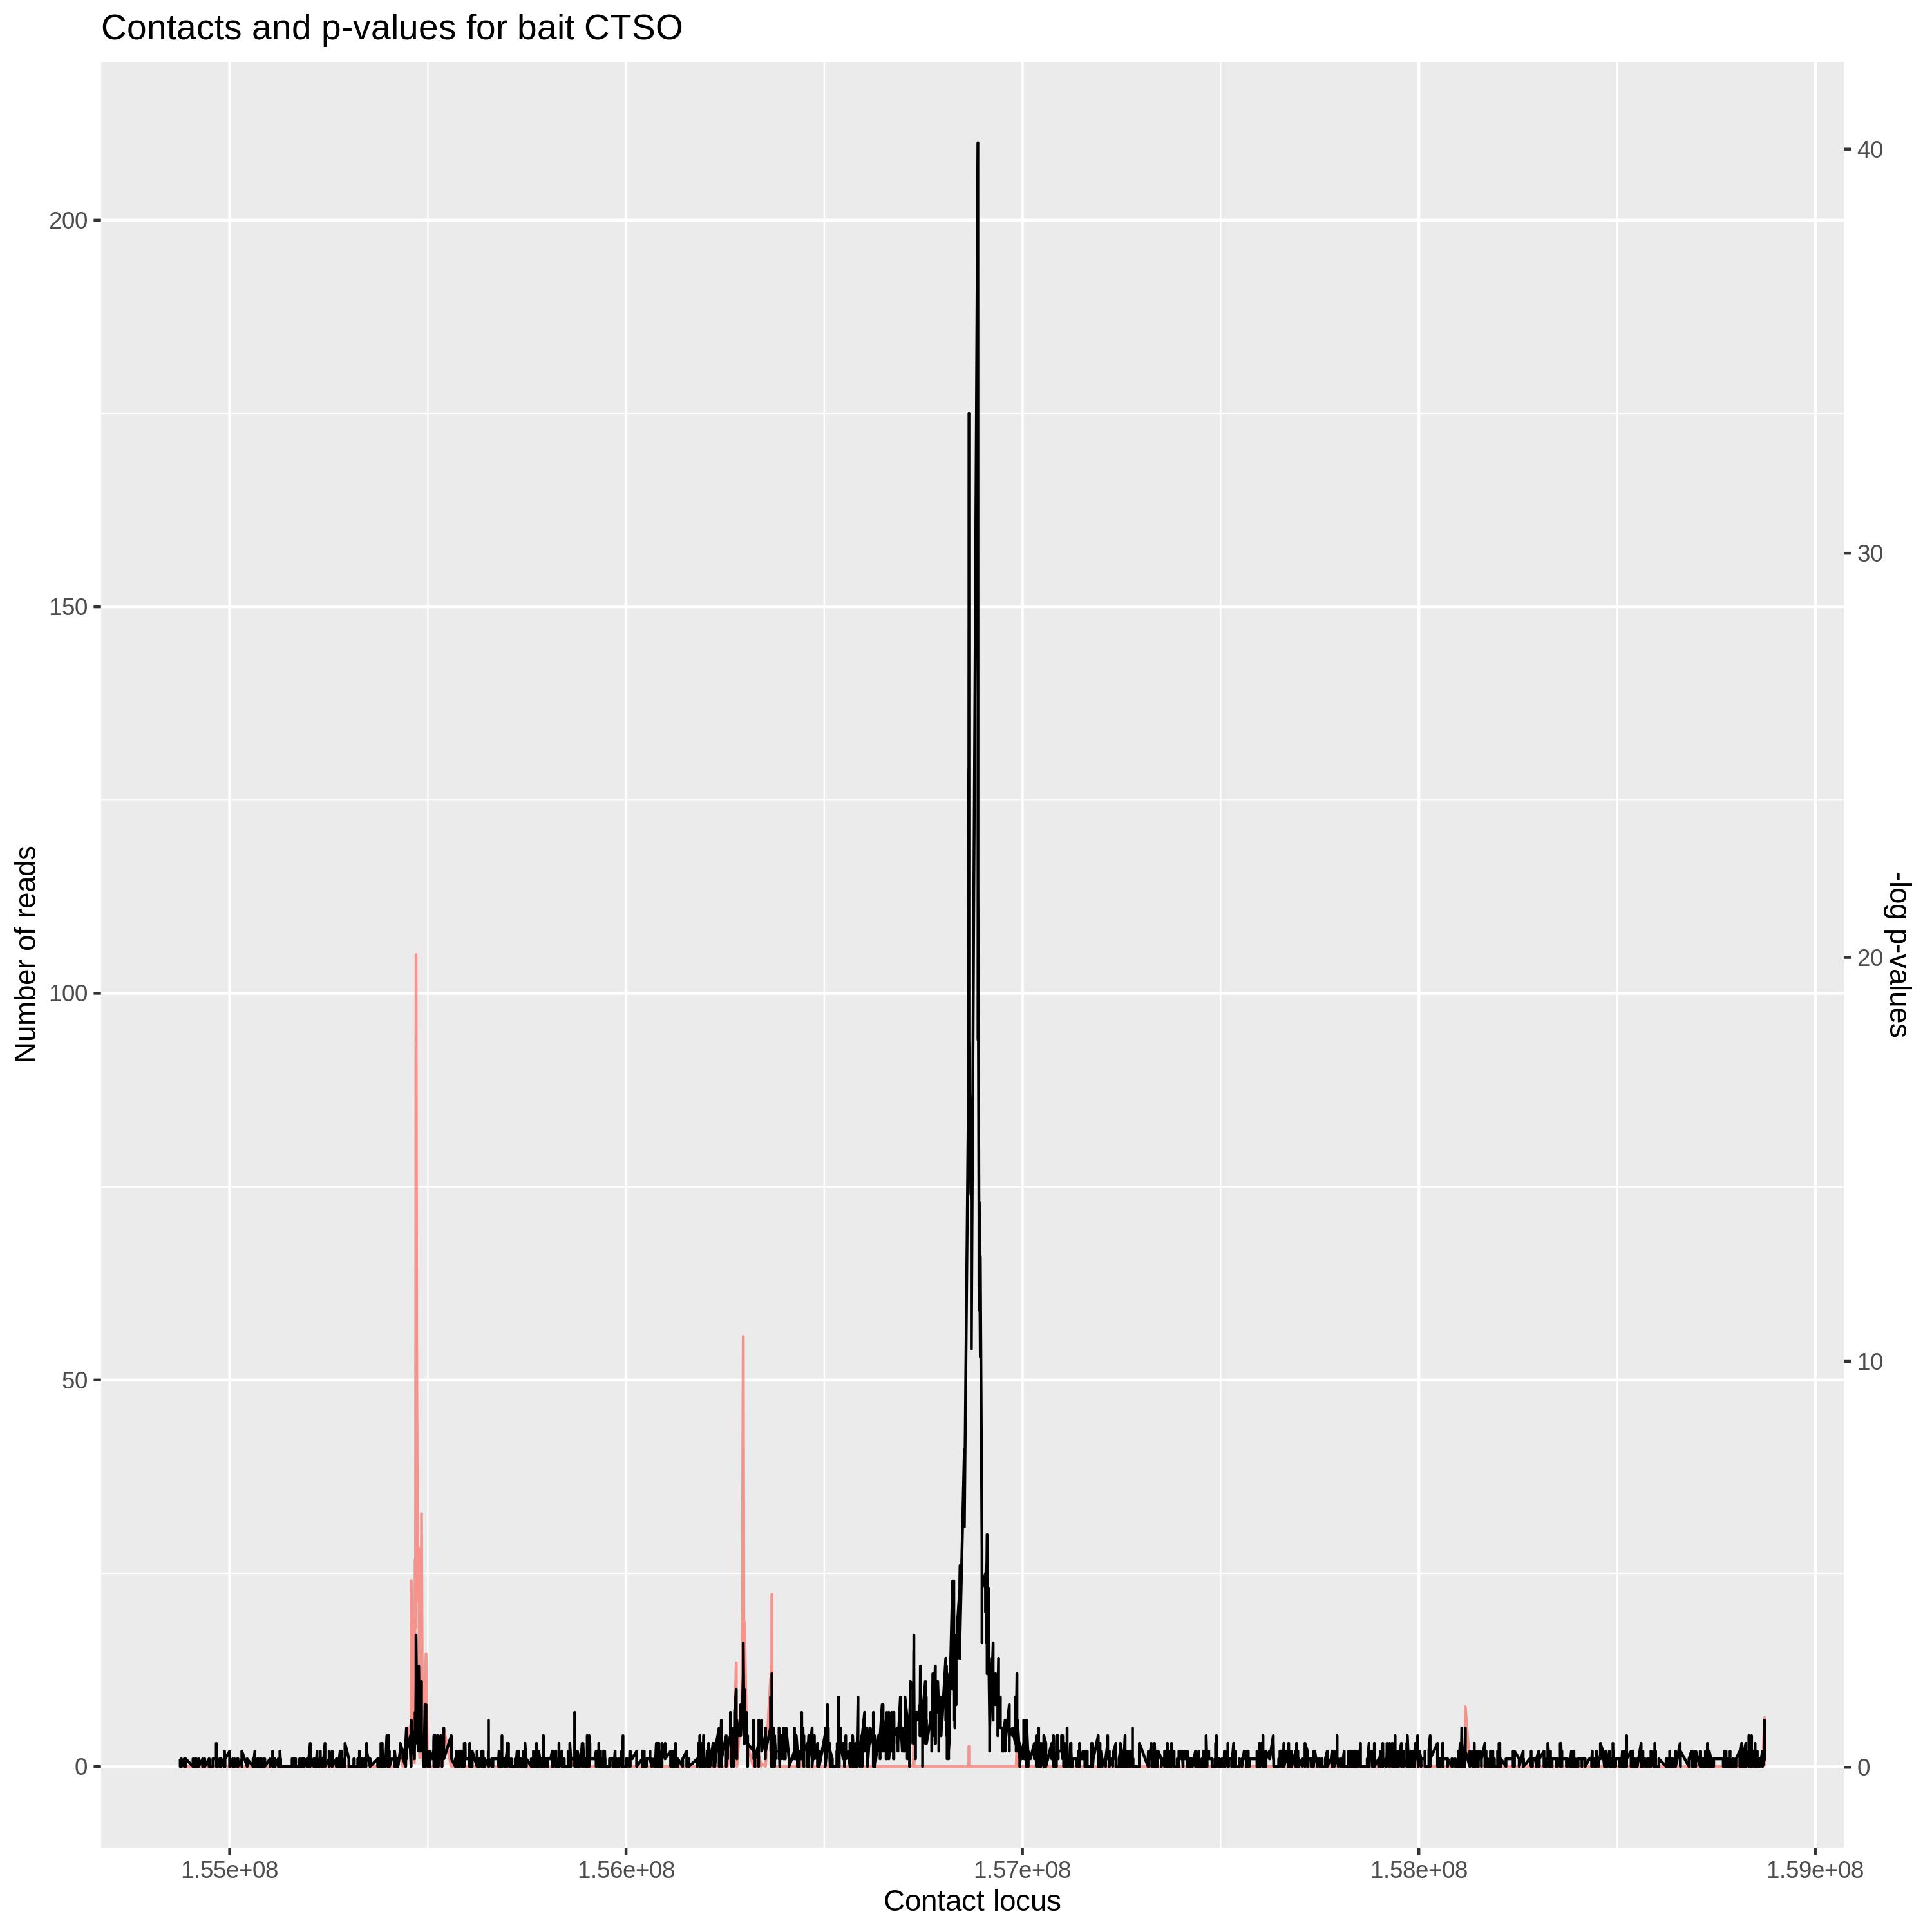 Contacts and p-values for bait CTSO
Number of reads
200
150
100
50
0
40
30
20
10
0
-log p-values
1.55e+08 1.56e+08 1.57e+08 1.58e+08 1.59e+08
Contact locus